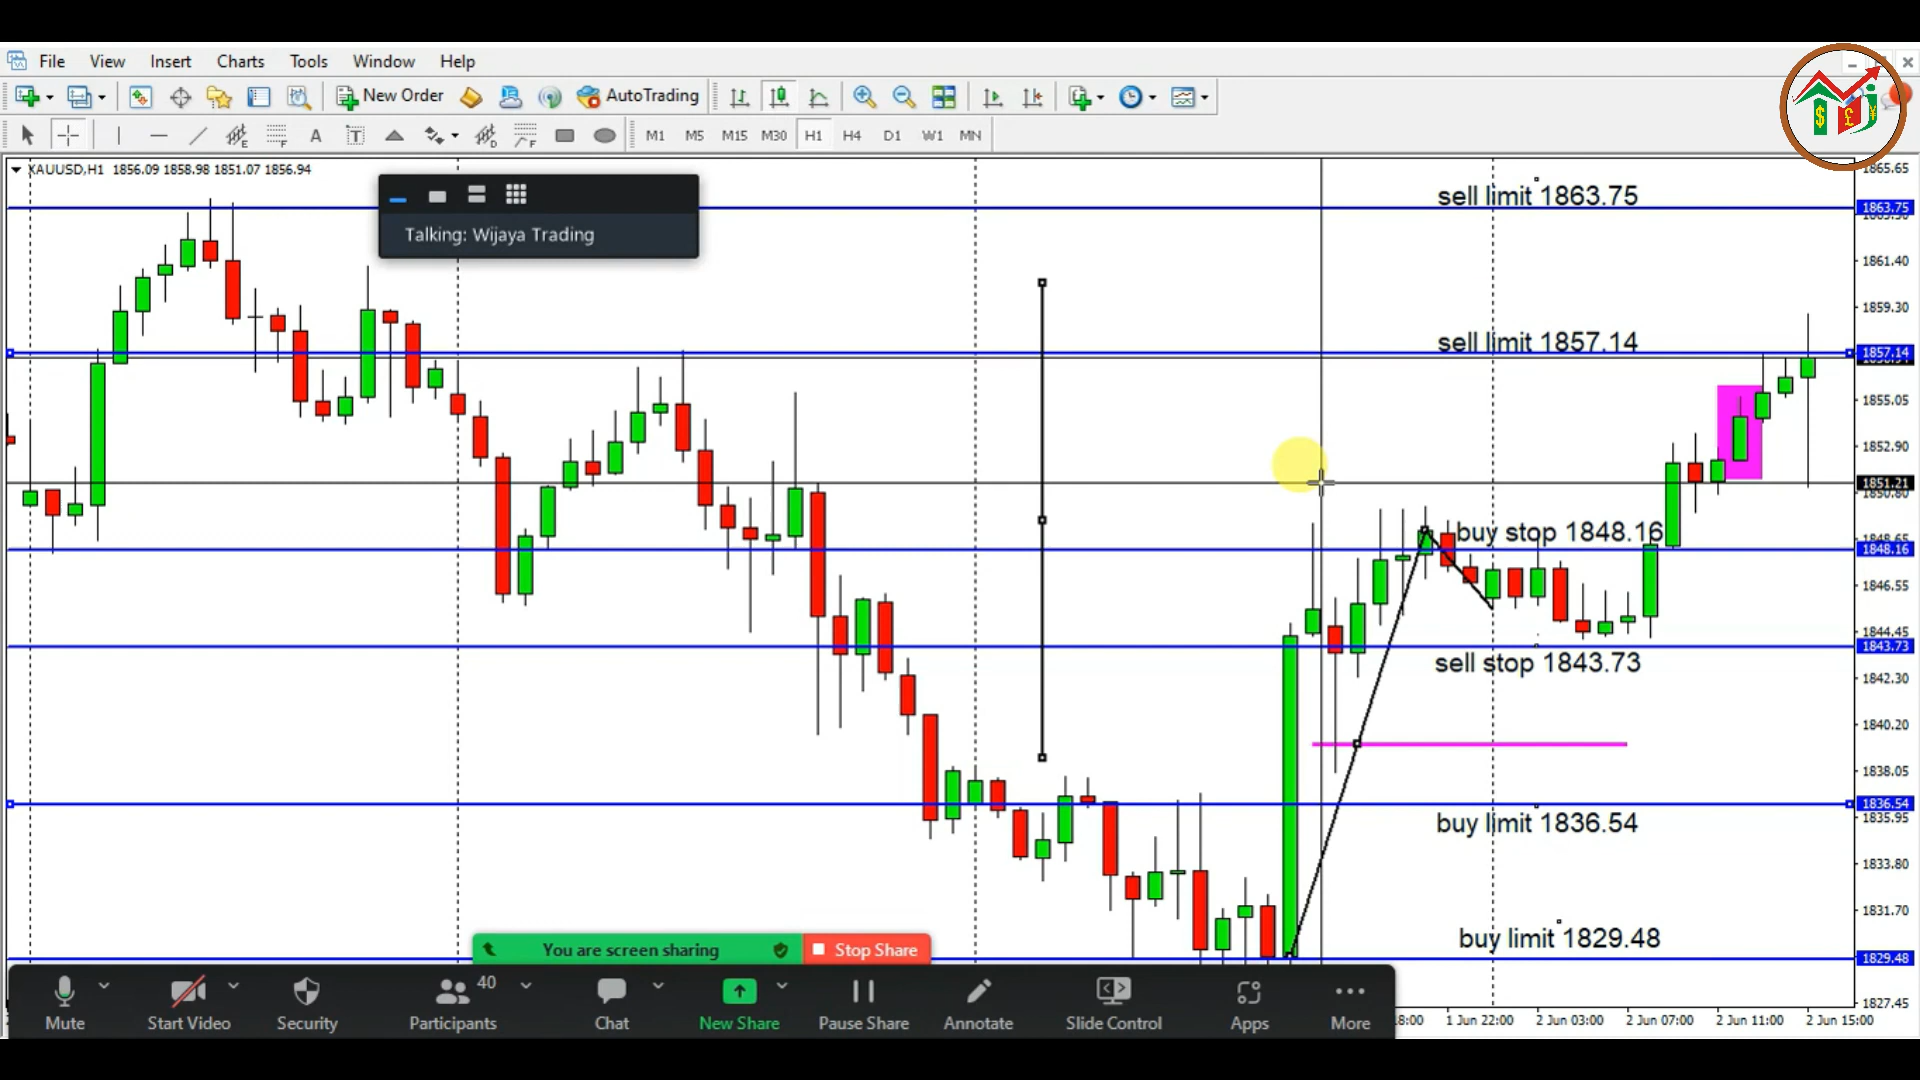 File View Insert Charts Tools Window Help
New Order AutoTrading
A T M1 M5 M15 M30 H1 H4 D1 W1 MN
XAUUSD,H1 1856.09 1858.98 1851.07 1856.94
Talking: Wijaya Trading
sell limit 1863.75
sell limit 1857.14
buy stop 1848.16
sell stop 1843.73
buy limit 1836.54
buy limit 1829.48
1865.65
1863.75
1861.40
1859.30
1857.14
1855.05
1852.90
1851.21
1850.80
1848.65
1848.16
1846.55
1844.45
1843.73
1842.30
1840.20
1838.05
1836.54
1835.95
1833.80
1831.70
1829.48
1827.45
You are screen sharing Stop Share
40
Mute Start Video Security Participants Chat New Share Pause Share Annotate Slide Control Apps More
18:00 1 Jun 22:00 2 Jun 03:00 2 Jun 07:00 2 Jun 11:00 2 Jun 15:00